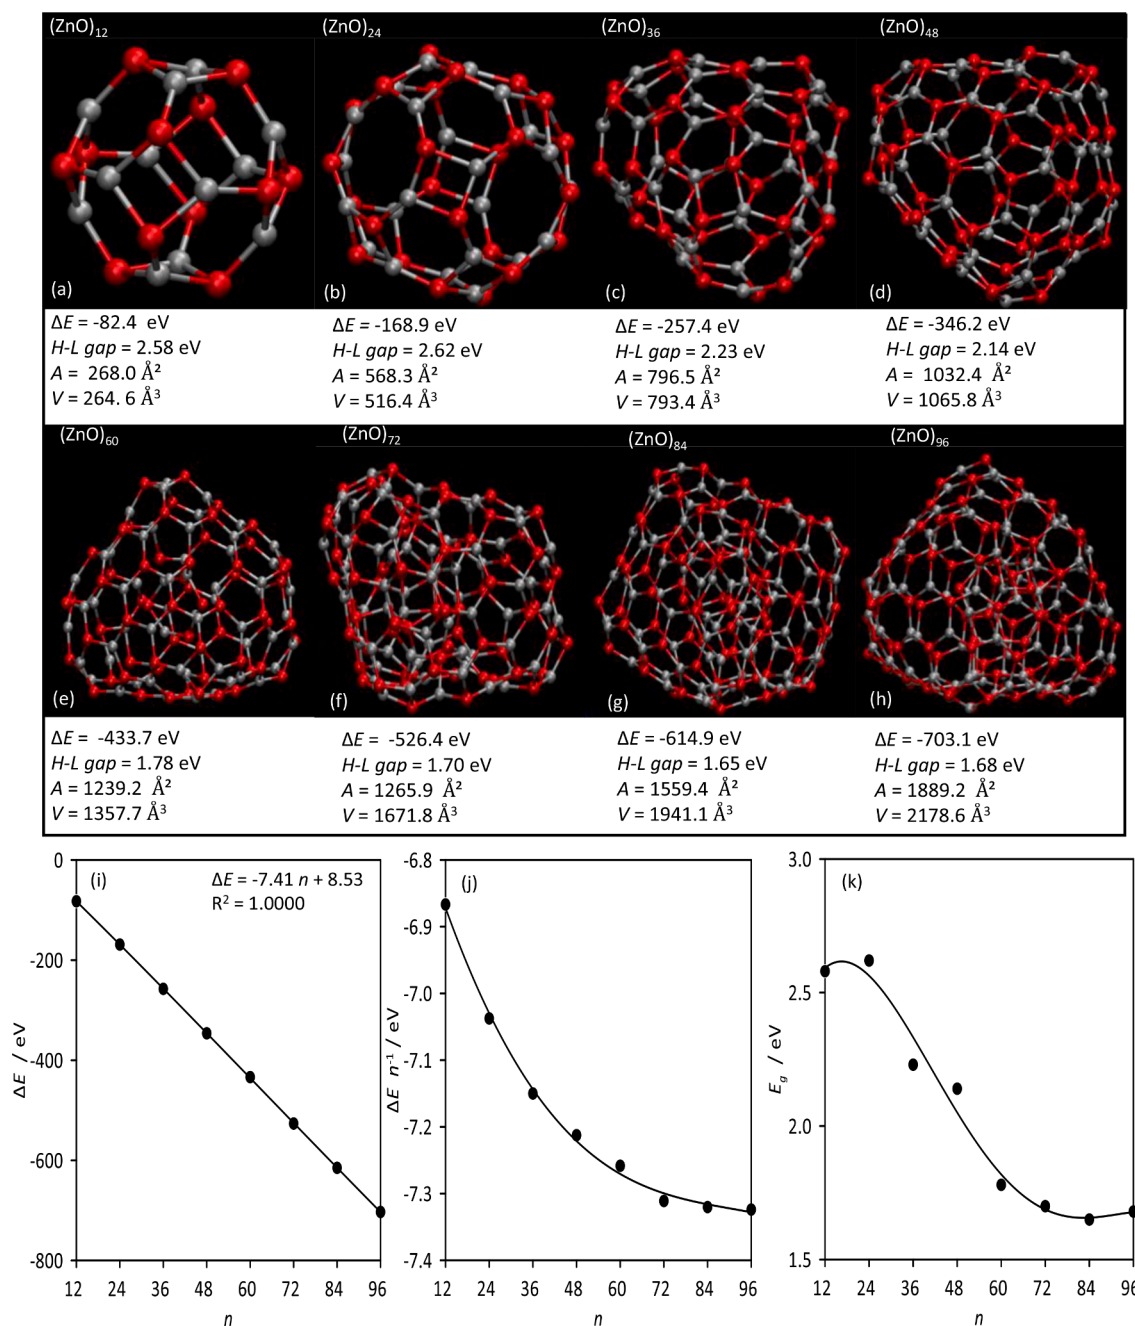 (ZnO)12
(ZnO)24
(ZnO)36
(ZnO)48
(a)
(b)
(c)
(d)
ΔE = -82.4 eV
H-L gap = 2.58 eV
A = 268.0 Å²
V = 264. 6 Å³
ΔE = -168.9 eV
H-L gap = 2.62 eV
A = 568.3 Å²
V = 516.4 Å³
ΔE = -257.4 eV
H-L gap = 2.23 eV
A = 796.5 Å²
V = 793.4 Å³
ΔE = -346.2 eV
H-L gap = 2.14 eV
A = 1032.4 Å²
V = 1065.8 Å³
(ZnO)60
(ZnO)72
(ZnO)84
(ZnO)96
(e)
(f)
(g)
(h)
ΔE = -433.7 eV
H-L gap = 1.78 eV
A = 1239.2 Å²
V = 1357.7 Å³
ΔE = -526.4 eV
H-L gap = 1.70 eV
A = 1265.9 Å²
V = 1671.8 Å³
ΔE = -614.9 eV
H-L gap = 1.65 eV
A = 1559.4 Å²
V = 1941.1 Å³
ΔE = -703.1 eV
H-L gap = 1.68 eV
A = 1889.2 Å²
V = 2178.6 Å³
(i)
ΔE = -7.41 n + 8.53
R² = 1.0000
0
-200
-400
-600
-800
ΔE / eV
12 24 36 48 60 72 84 96
n
(j)
-6.8
-6.9
-7.0
-7.1
-7.2
-7.3
-7.4
ΔE n⁻¹ / eV
12 24 36 48 60 72 84 96
n
(k)
3.0
2.5
2.0
1.5
Eg / eV
12 24 36 48 60 72 84 96
n